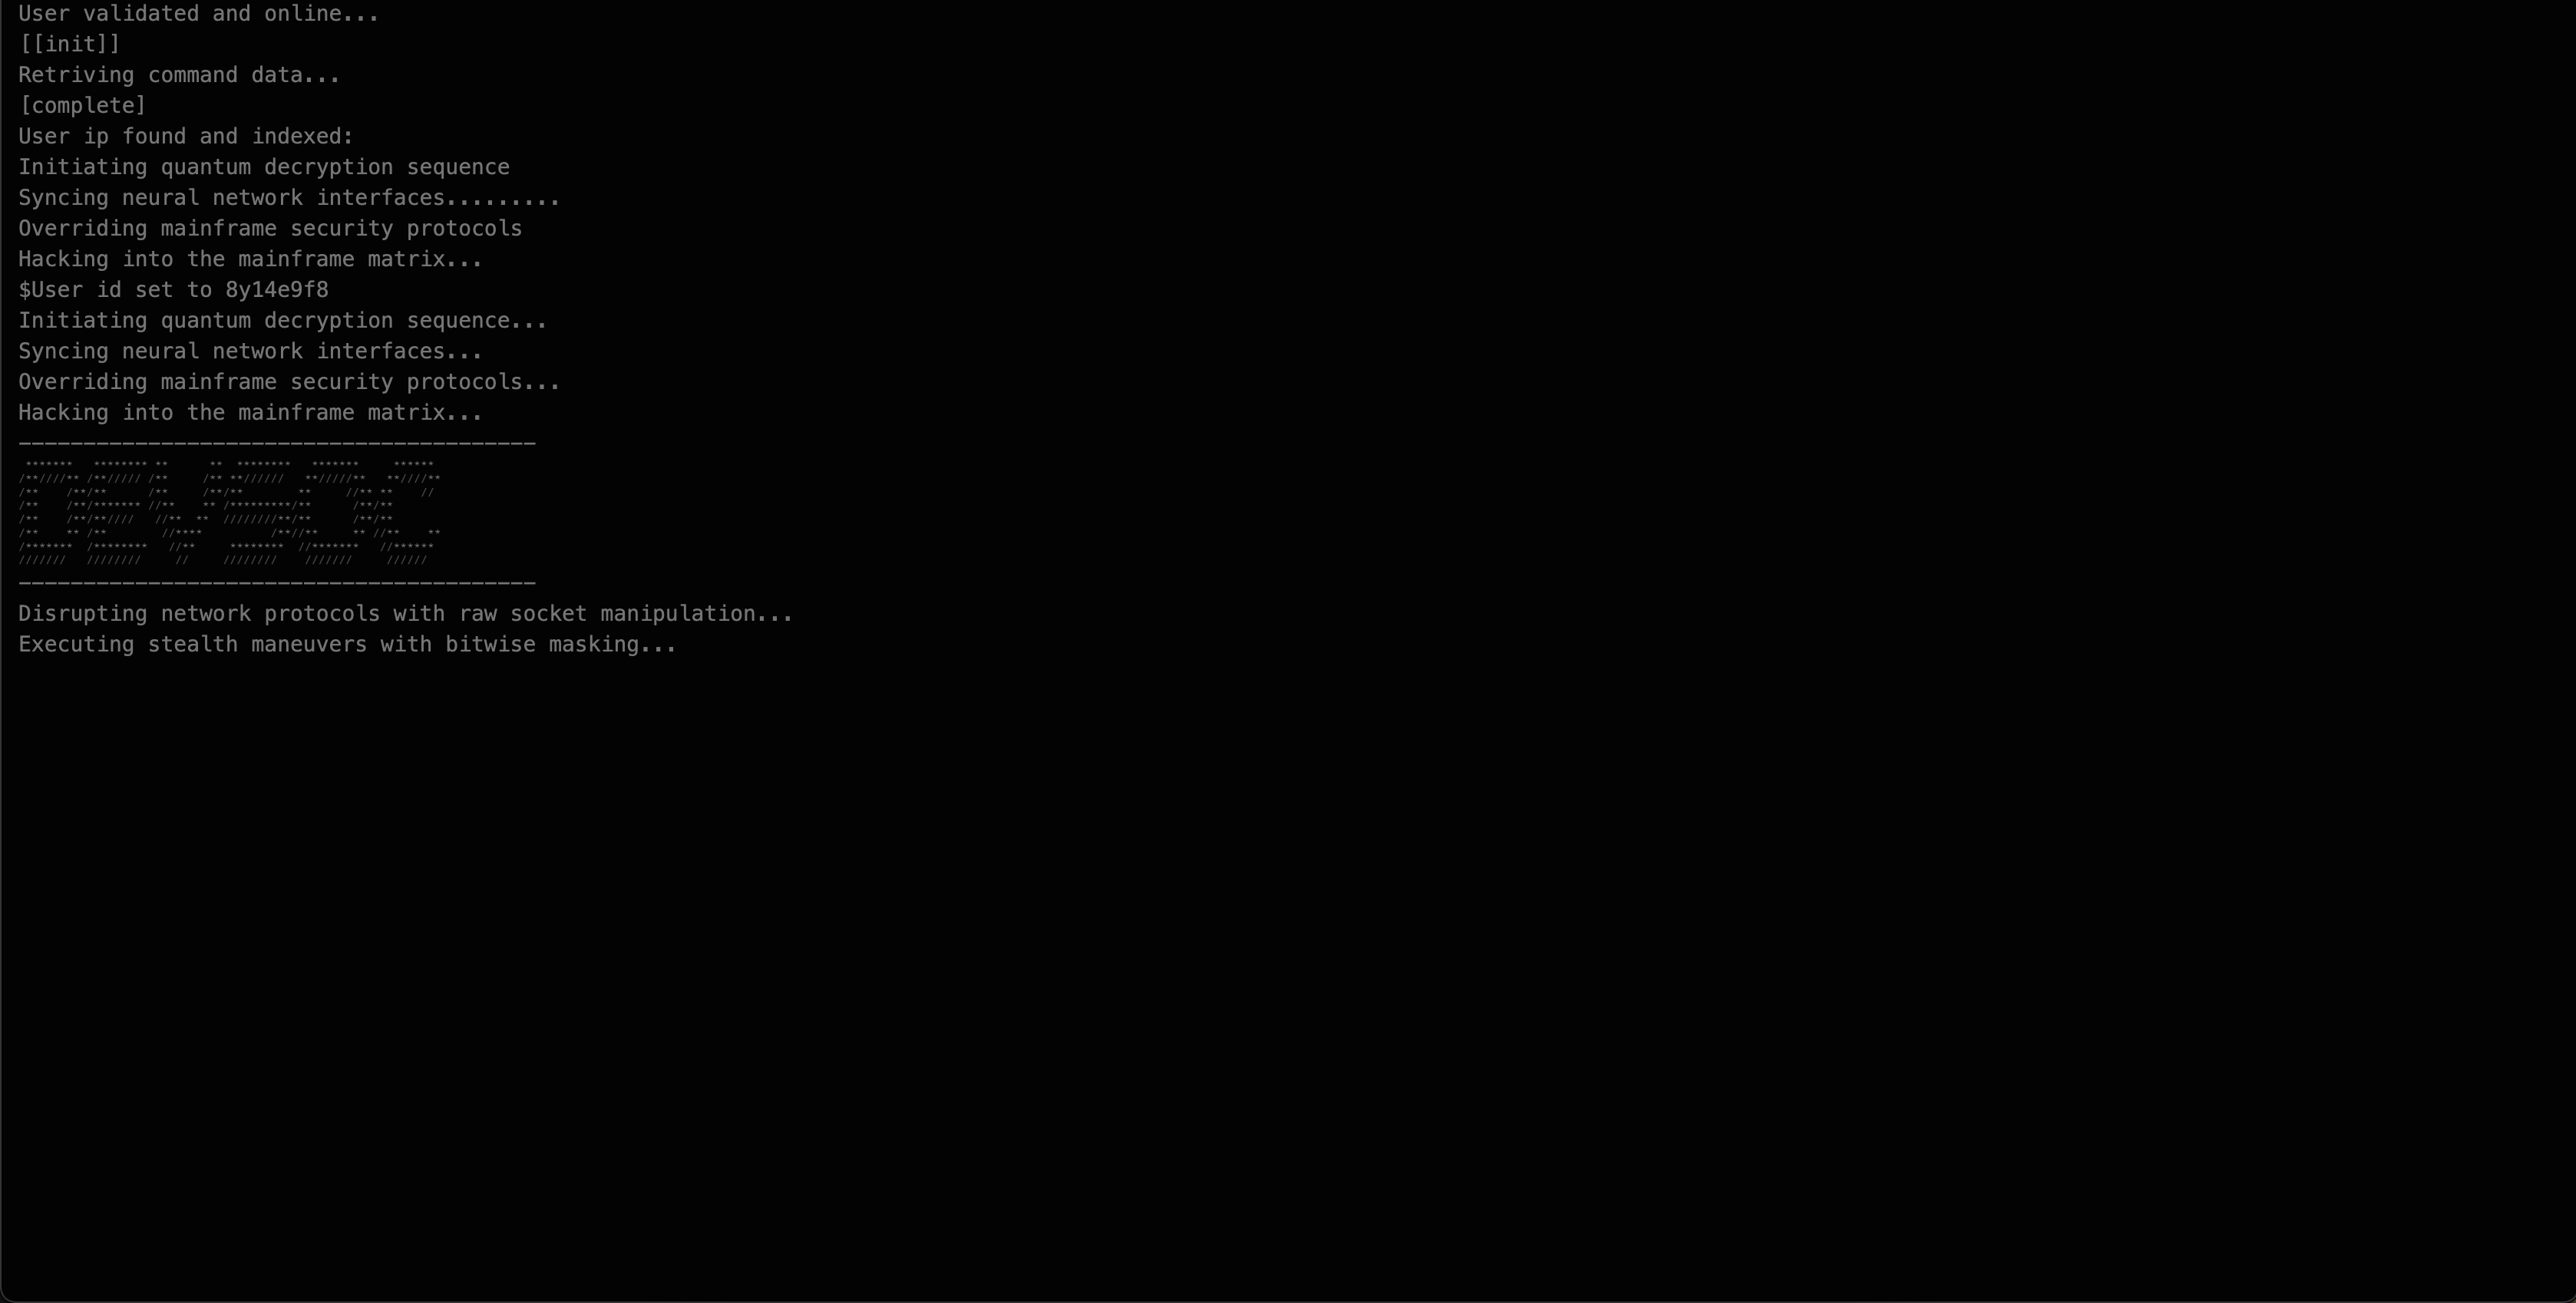 User validated and online...
[[init]]
Retriving command data...
[complete]
User ip found and indexed:
Initiating quantum decryption sequence
Syncing neural network interfaces.........
Overriding mainframe security protocols
Hacking into the mainframe matrix...
$User id set to 8y14e9f8
Initiating quantum decryption sequence...
Syncing neural network interfaces...
Overriding mainframe security protocols...
Hacking into the mainframe matrix...
DEVSOC
Disrupting network protocols with raw socket manipulation...
Executing stealth maneuvers with bitwise masking...